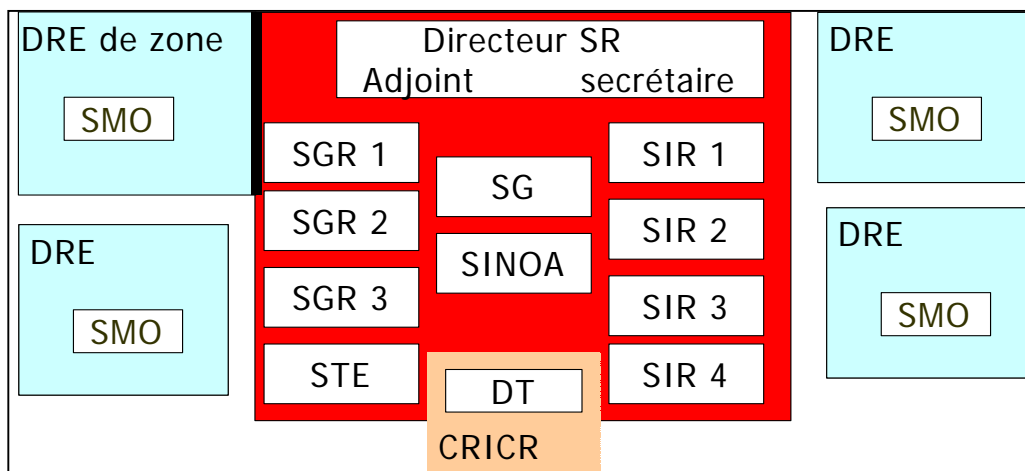 DRE de zone
SMO
DRE
SMO
Directeur SR
Adjoint secrétaire
SGR 1
SGR 2
SGR 3
STE
SG
SINOA
DT
CRICR
SIR 1
SIR 2
SIR 3
SIR 4
DRE
SMO
DRE
SMO